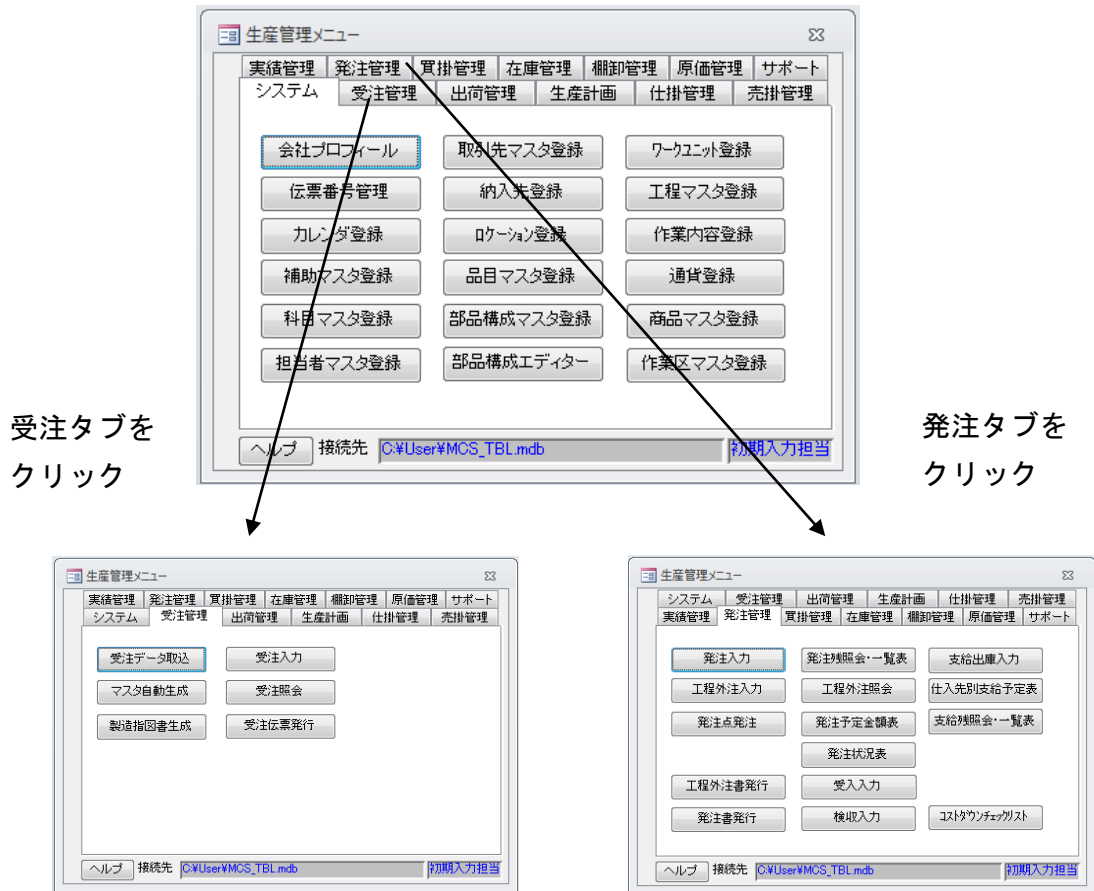 生産管理メニュー
実績管理 発注管理 買掛管理 在庫管理 棚卸管理 原価管理 サポート
システム 受注管理 出荷管理 生産計画 仕掛管理 売掛管理
会社プロフィール 取引先マスタ登録 ワークユニット登録
伝票番号管理 納入先登録 工程マスタ登録
カレンダ登録 ロケーション登録 作業内容登録
補助マスタ登録 品目マスタ登録 通貨登録
科目マスタ登録 部品構成マスタ登録 商品マスタ登録
担当者マスタ登録 部品構成エディター 作業区マスタ登録
ヘルプ 接続先 C:¥User¥MCS_TBL.mdb 初期入力担当
受注タブを
クリック
発注タブを
クリック
生産管理メニュー
実績管理 発注管理 買掛管理 在庫管理 棚卸管理 原価管理 サポート
システム 受注管理 出荷管理 生産計画 仕掛管理 売掛管理
受注データ取込 受注入力
マスタ自動生成 受注照会
製造指図書生成 受注伝票発行
ヘルプ 接続先 C:¥User¥MCS_TBL.mdb 初期入力担当
生産管理メニュー
システム 受注管理 出荷管理 生産計画 仕掛管理 売掛管理
実績管理 発注管理 買掛管理 在庫管理 棚卸管理 原価管理 サポート
発注入力 発注残照会・一覧表 支給出庫入力
工程外注入力 工程外注照会 仕入先別支給予定表
発注点発注 発注予定金額表 支給残照会・一覧表
発注状況表
工程外注書発行 受入入力
発注書発行 検収入力 コストダウンチェックリスト
ヘルプ 接続先 C:¥User¥MCS_TBL.mdb 初期入力担当